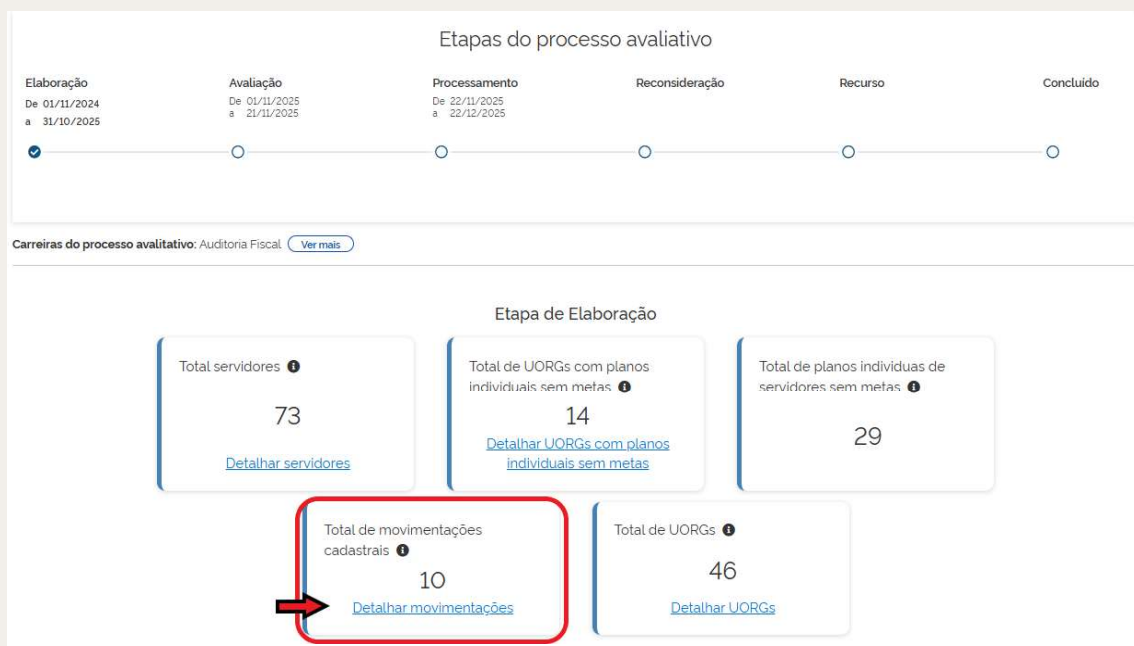 Etapas do processo avaliativo
Elaboração
De 01/11/2024
a 31/10/2025
Avaliação
De 01/11/2025
a 21/11/2025
Processamento
De 22/11/2025
a 22/12/2025
Reconsideração
Recurso
Concluído
Carreiras do processo avalitativo: Auditoria Fiscal Ver mais
Etapa de Elaboração
Total servidores
73
Detalhar servidores
Total de UORGs com planos
individuais sem metas
14
Detalhar UORGs com planos
individuais sem metas
Total de planos individuas de
servidores sem metas
29
Total de movimentações
cadastrais
10
Detalhar movimentações
Total de UORGs
46
Detalhar UORGs